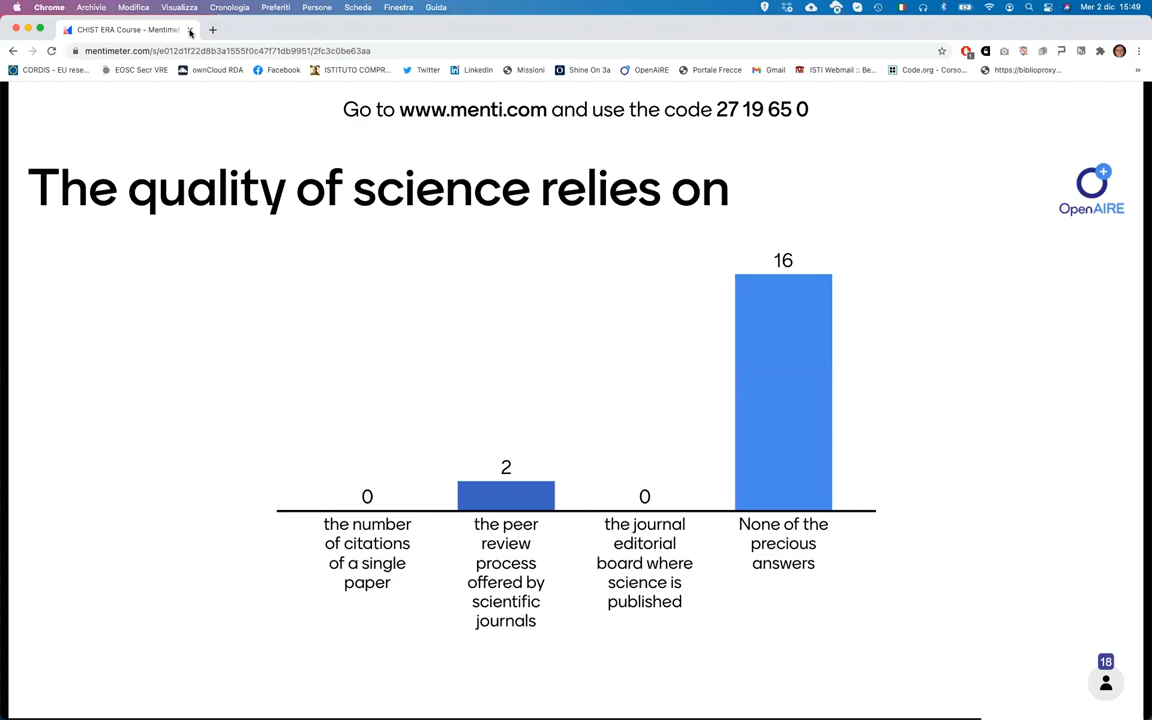 Chrome Archivio Modifica Visualizza Cronologia Preferiti Persone Scheda Finestra Guida Mer 2 dic 15:49
CHIST ERA Course - Mentimet
mentimeter.com/s/e012d1f22d8b3a1555f0c47f71db9951/2fc3c0be63aa
CORDIS - EU rese... EOSC Secr VRE ownCloud RDA Facebook ISTITUTO COMPR... Twitter LinkedIn Missioni Shine On 3a OpenAIRE Portale Frecce Gmail ISTI Webmail :: Be... Code.org - Corso... https://biblioproxy... »
Go to www.menti.com and use the code 27 19 65 0
The quality of science relies on
OpenAIRE
16
2
0
0
the number
of citations
of a single
paper
the peer
review
process
offered by
scientific
journals
the journal
editorial
board where
science is
published
None of the
precious
answers
18